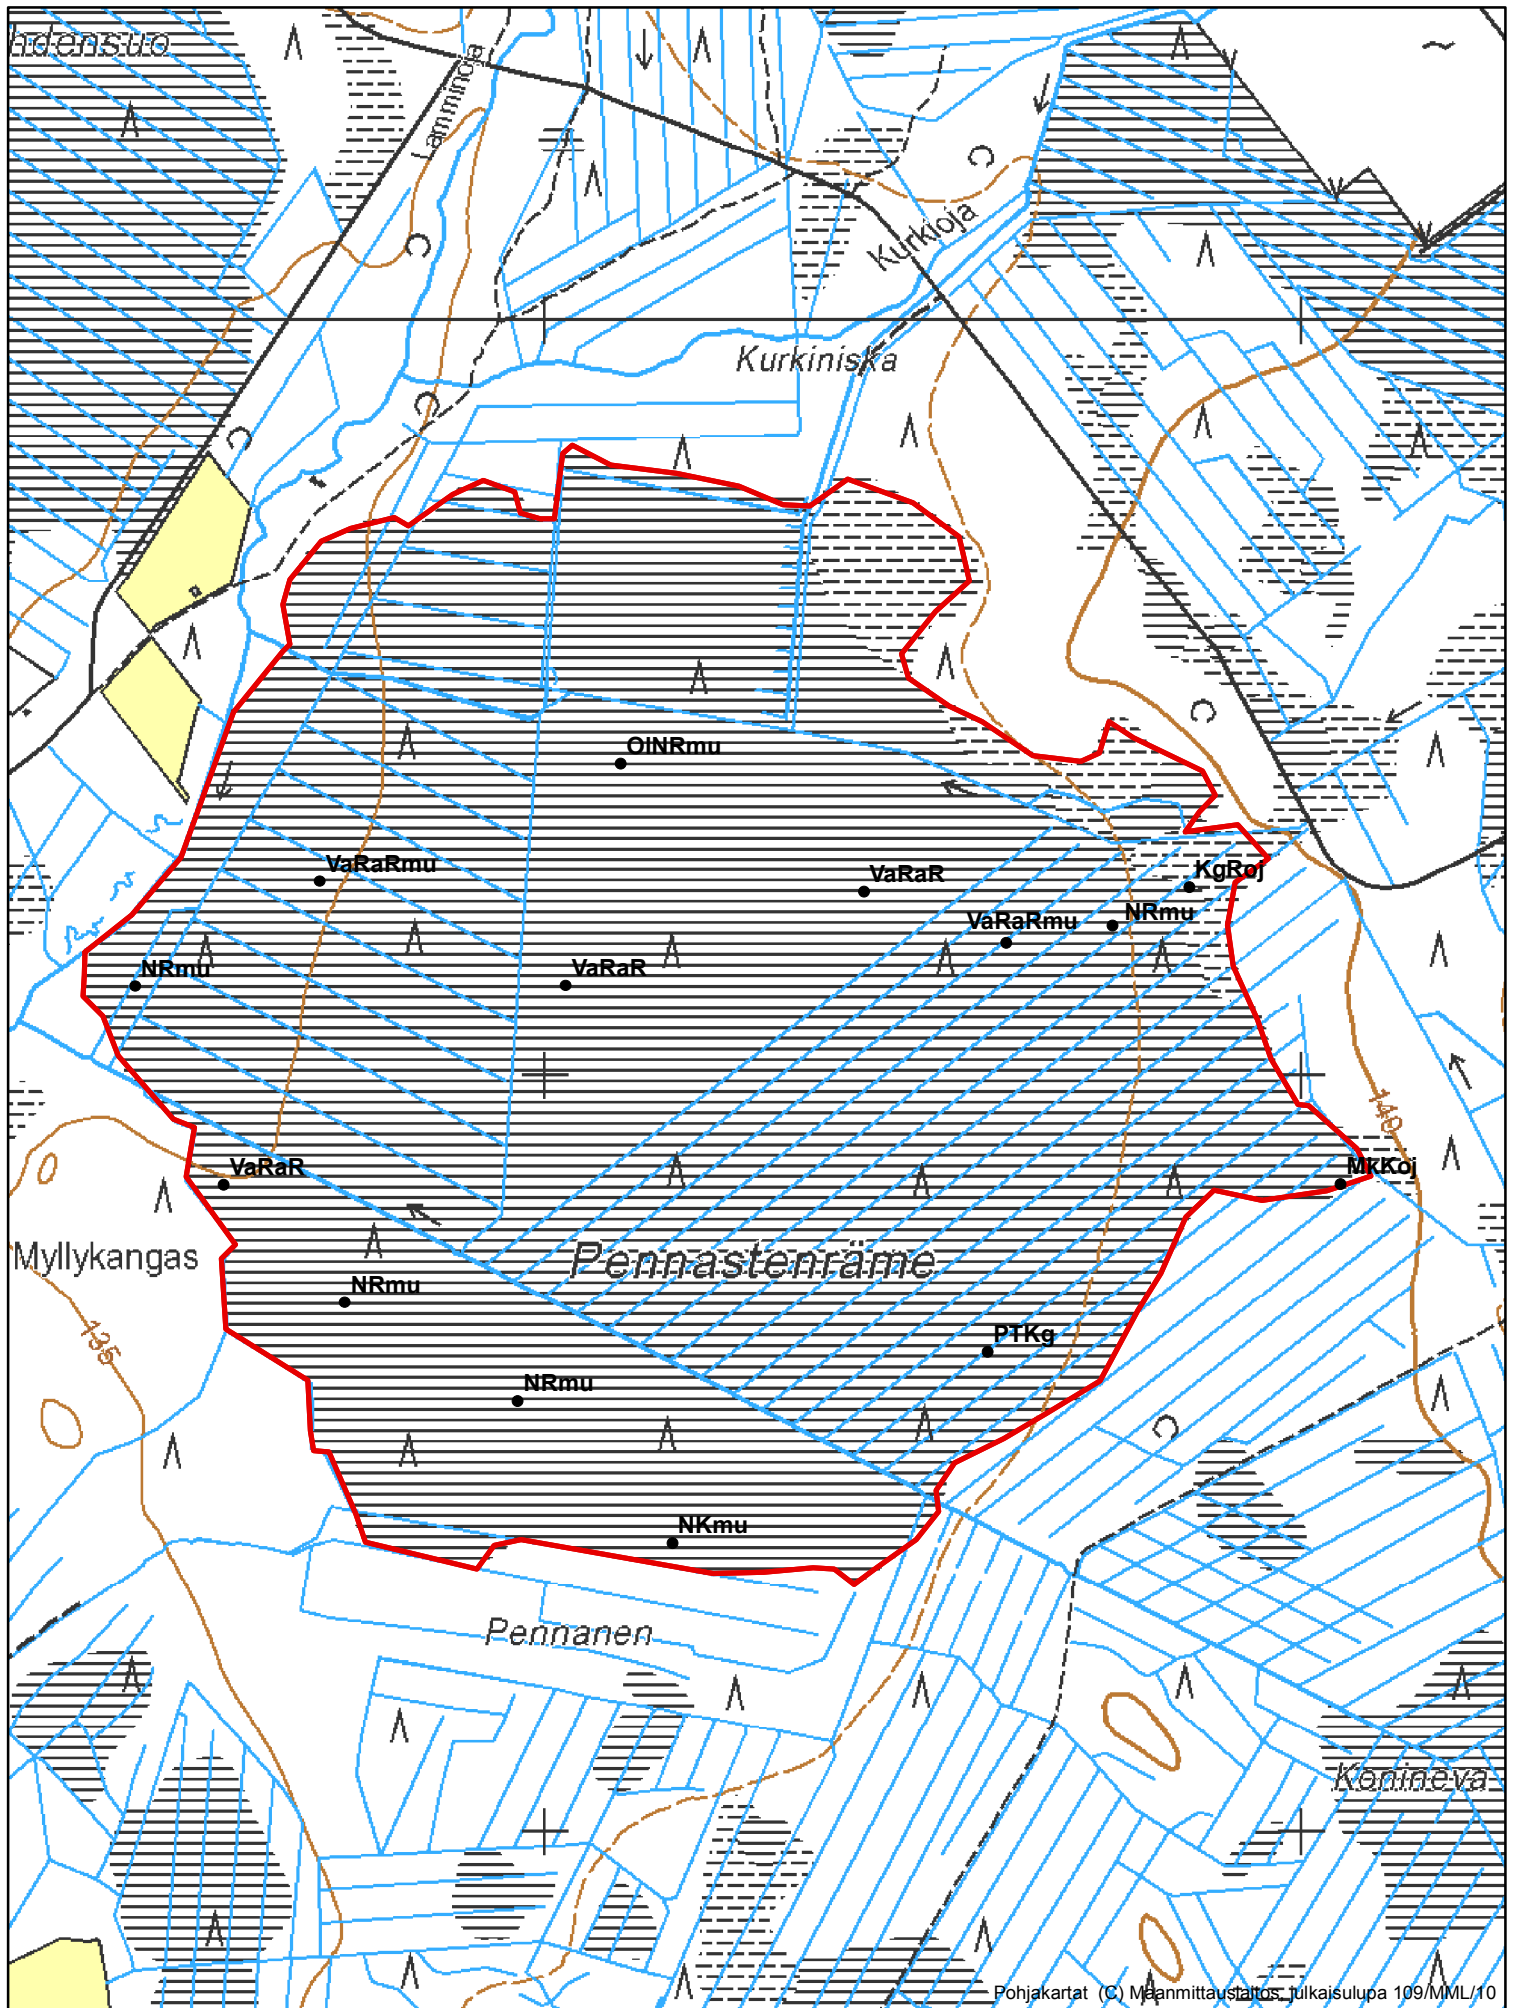 hdensuo
Lamminoja
Kurkioja
Kurkiniska
OlNRmu
VaRaRmu
VaRaR
KgRoj
VaRaRmu
NRmu
NRmu
VaRaR
140
VaRaR
MkKoj
Myllykangas
Pennastenräme
NRmu
135
PTKg
NRmu
NKmu
Pennanen
Konineva
Pohjakartat (C) Maanmittauslaitos, julkaisulupa 109/MML/10